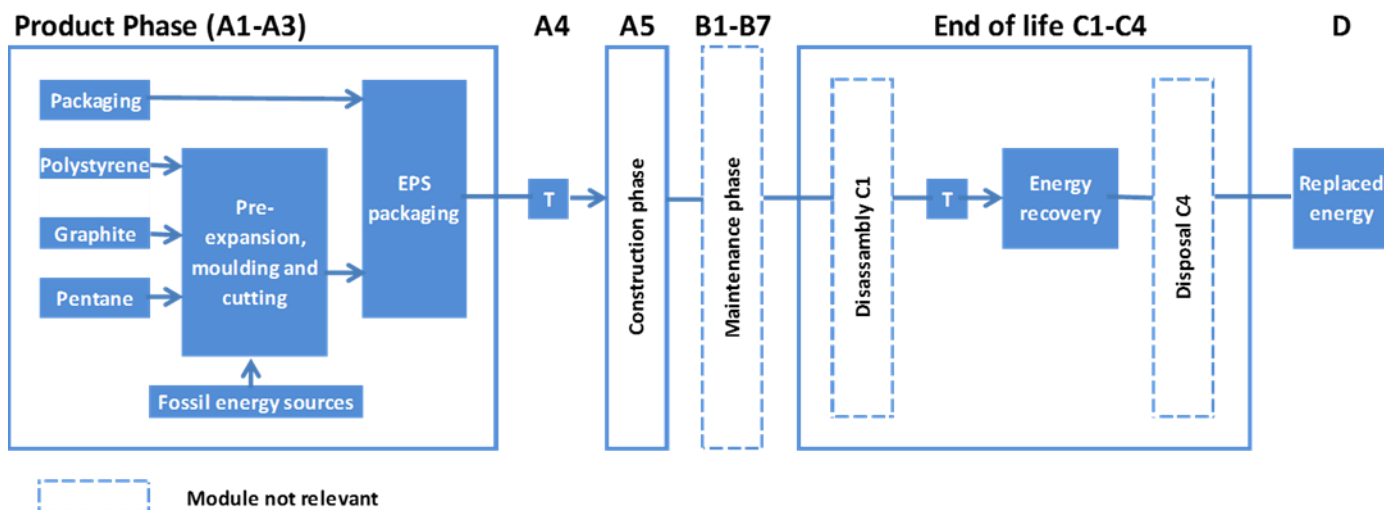 Product Phase (A1-A3)
A4
A5
B1-B7
End of life C1-C4
D
Packaging
Polystyrene
Graphite
Pentane
Pre-
expansion,
moulding and
cutting
Fossil energy sources
EPS
packaging
T
Construction phase
Maintenance phase
Disassambly C1
T
Energy
recovery
Disposal C4
Replaced
energy
Module not relevant